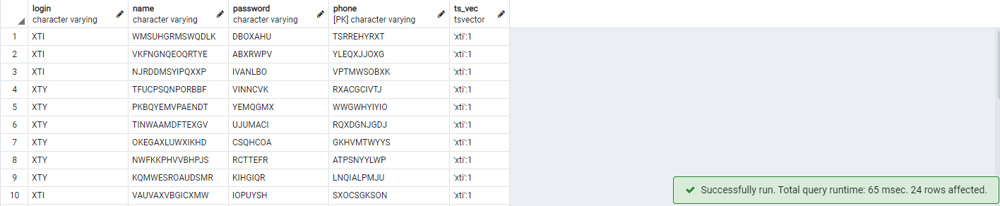 login name password phone ts_vec
character varying character varying character varying [PK] character varying tsvector
1 XTI WMSUHGRMSWQDLK DBOXAHU TSRREHYRXT 'xti':1
2 XTI VKFNGNQEOQRTYE ABXRWPV YLEQXJJOXG 'xti':1
3 XTI NJRDDMSYIPQXXP IVANLBO VPTMWSOBXK 'xti':1
4 XTY TFUCPSQNPORBBF VINNCVK RXACGCIVTJ 'xti':1
5 XTY PKBQYEMVPAENDT YEMQGMX WWGWHYIYIO 'xti':1
6 XTY TINWAAMDFTEXGV UJUMACI RQXDGNJGDJ 'xti':1
7 XTY OKEGAXLUWXIKHD CSQHCOA GKHVMTWYYS 'xti':1
8 XTY NWFKKPHVVBHPJS RCTTEFR ATPSNYYLWP 'xti':1
9 XTY KQMWESROAUDSMR KIHGIQR LNQIALPMJU 'xti':1
10 XTI VAUVAXVBGICXMW IOPUYSH SXOCSGKSON 'xti':1
Successfully run. Total query runtime: 65 msec. 24 rows affected.